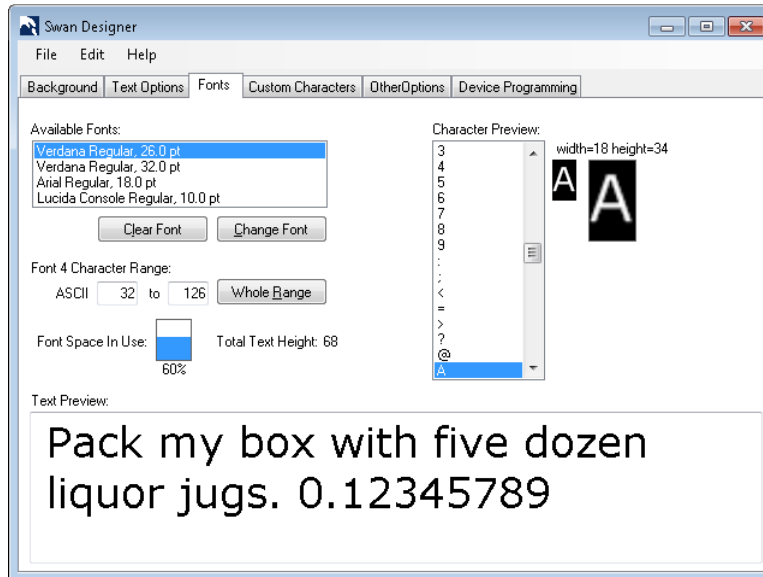 Swan Designer
File Edit Help
Background Text Options Fonts Custom Characters OtherOptions Device Programming
Available Fonts:
Verdana Regular, 26.0 pt
Verdana Regular, 32.0 pt
Arial Regular, 18.0 pt
Lucida Console Regular, 10.0 pt
Clear Font Change Font
Font 4 Character Range:
ASCII 32 to 126 Whole Range
Font Space In Use: 60% Total Text Height: 68
Character Preview:
3
4
5
6
7
8
9
:
;
<
=
>
?
@
A
width=18 height=34
A A
Text Preview:
Pack my box with five dozen
liquor jugs. 0.12345789